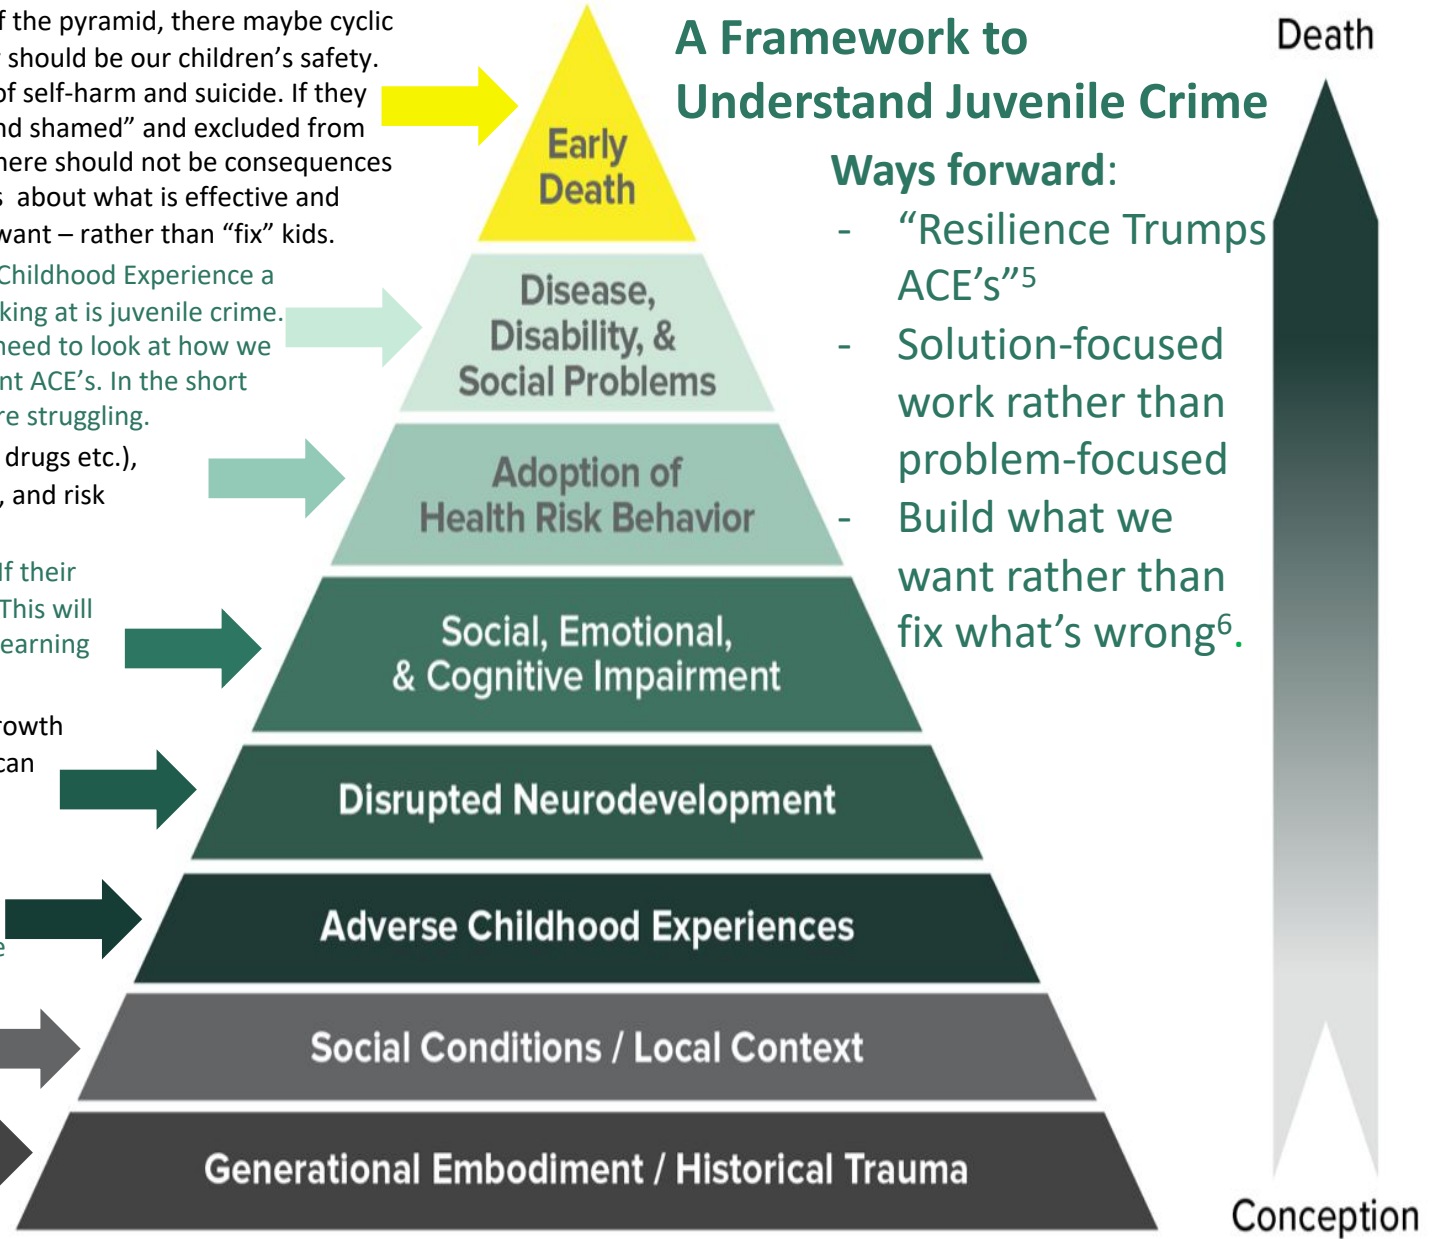 f the pyramid, there maybe cyclic
should be our children's safety.
of self-harm and suicide. If they
nd shamed” and excluded from
here should not be consequences
s about what is effective and
want – rather than “fix” kids.
Childhood Experience a
king at is juvenile crime.
need to look at how we
nt ACE's. In the short
re struggling.
drugs etc.),
, and risk
If their
This will
earning
rowth
can
e
A Framework to
Understand Juvenile Crime
Ways forward:
- “Resilience Trumps
ACE's”5
- Solution-focused
work rather than
problem-focused
- Build what we
want rather than
fix what's wrong6.
Early
Death
Disease,
Disability, &
Social Problems
Adoption of
Health Risk Behavior
Social, Emotional,
& Cognitive Impairment
Disrupted Neurodevelopment
Adverse Childhood Experiences
Social Conditions / Local Context
Generational Embodiment / Historical Trauma
Death
Conception